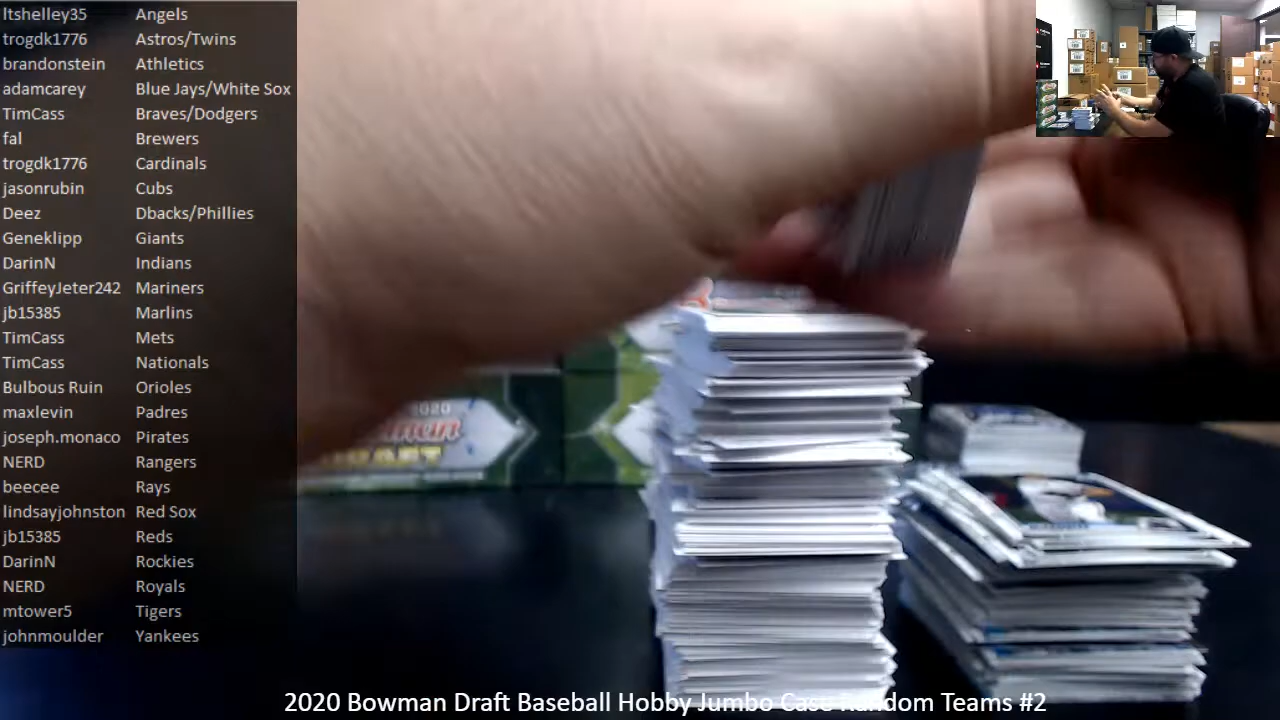 ltshelley35 Angels
trogdk1776 Astros/Twins
brandonstein Athletics
adamcarey Blue Jays/White Sox
TimCass Braves/Dodgers
fal Brewers
trogdk1776 Cardinals
jasonrubin Cubs
Deez Dbacks/Phillies
Geneklipp Giants
DarinN Indians
GriffeyJeter242 Mariners
jb15385 Marlins
TimCass Mets
TimCass Nationals
Bulbous Ruin Orioles
maxlevin Padres
joseph.monaco Pirates
NERD Rangers
beecee Rays
lindsayjohnston Red Sox
jb15385 Reds
DarinN Rockies
NERD Royals
mtower5 Tigers
johnmoulder Yankees
2020
DRAFT
2020 Bowman Draft Baseball Hobby Jumbo Case Random Teams #2